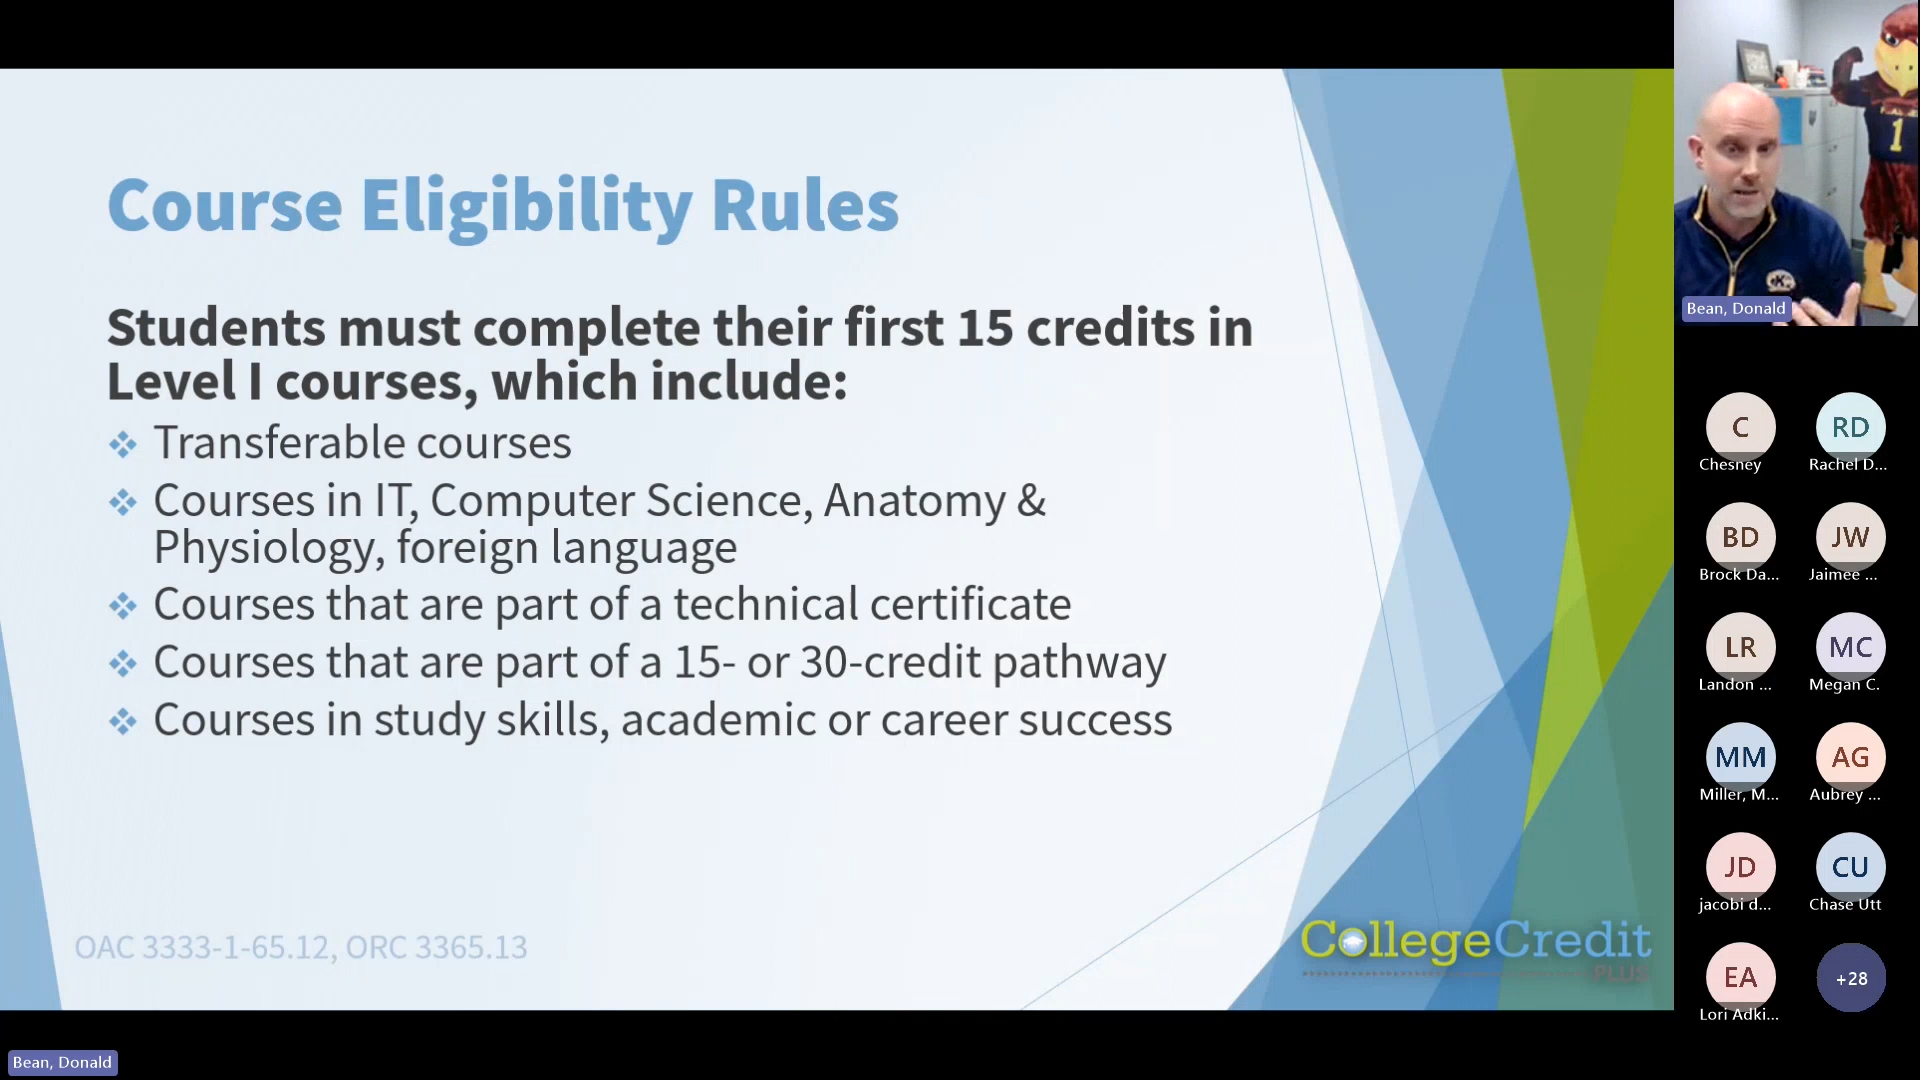 Course Eligibility Rules
Students must complete their first 15 credits in
Level I courses, which include:
Transferable courses
Courses in IT, Computer Science, Anatomy &
Physiology, foreign language
Courses that are part of a technical certificate
Courses that are part of a 15- or 30-credit pathway
Courses in study skills, academic or career success
OAC 3333-1-65.12, ORC 3365.13
CollegeCredit
PLUS
Bean, Donald
1
Bean, Donald
C
Chesney
RD
Rachel D...
BD
Brock Da...
JW
Jaimee ...
LR
Landon ...
MC
Megan C.
MM
Miller, M...
AG
Aubrey ...
JD
jacobi d...
CU
Chase Utt
EA
Lori Adki...
+28